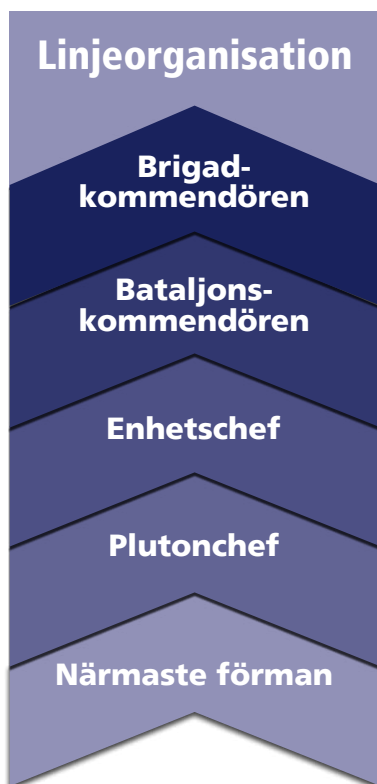 Linjeorganisation
Brigad-
kommendören
Bataljons-
kommendören
Enhetschef
Plutonchef
Närmaste förman